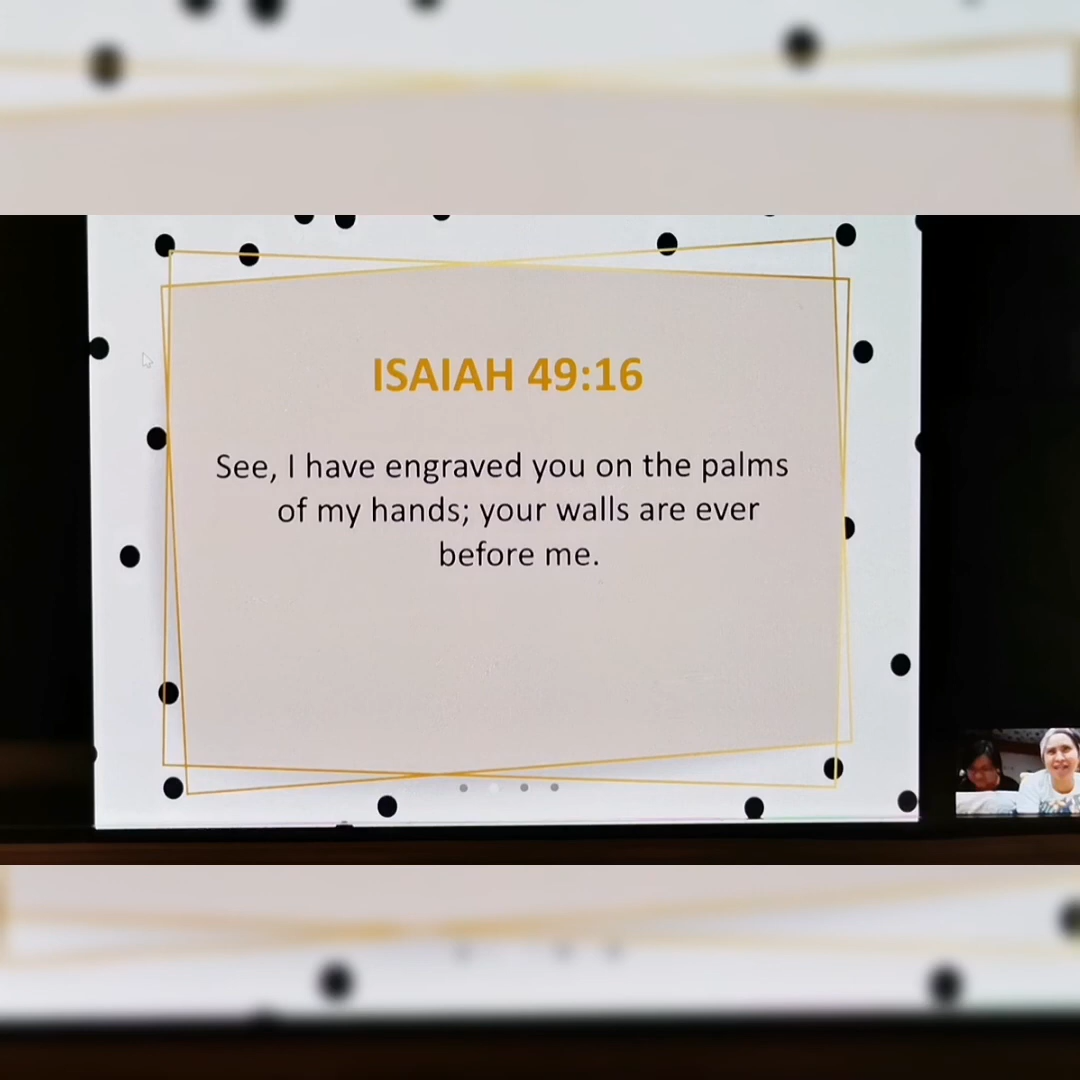 ISAIAH 49:16
See, I have engraved you on the palms
of my hands; your walls are ever
before me.